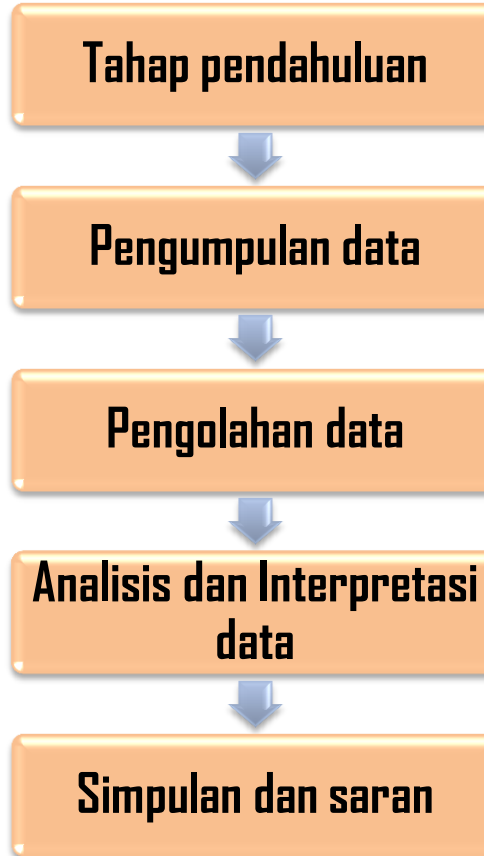 Tahap pendahuluan
Pengumpulan data
Pengolahan data
Analisis dan Interpretasi
data
Simpulan dan saran